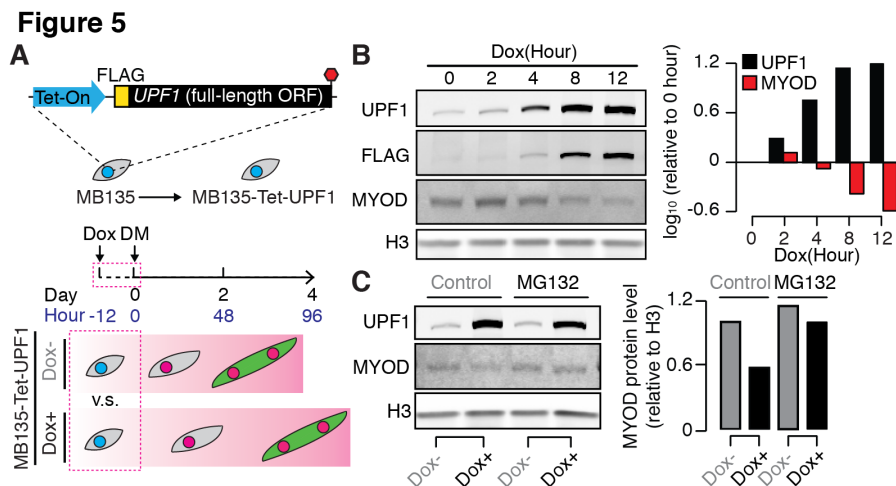 Figure 5
A
FLAG
Tet-On
UPF1 (full-length ORF)
MB135
MB135-Tet-UPF1
Dox DM
Day 0 2 4
Hour -12 0 48 96
MB135-Tet-UPF1
Dox-
v.s.
Dox+
B
Dox(Hour)
0 2 4 8 12
UPF1
FLAG
MYOD
H3
log10 (relative to 0 hour)
1.2
0.6
0
-0.6
UPF1
MYOD
0 2 4 8 12
Dox(Hour)
C
Control MG132
UPF1
MYOD
H3
Dox- Dox+ Dox- Dox+
MYOD protein level
(relative to H3)
Control MG132
1.2
0.6
0
Dox- Dox+ Dox- Dox+